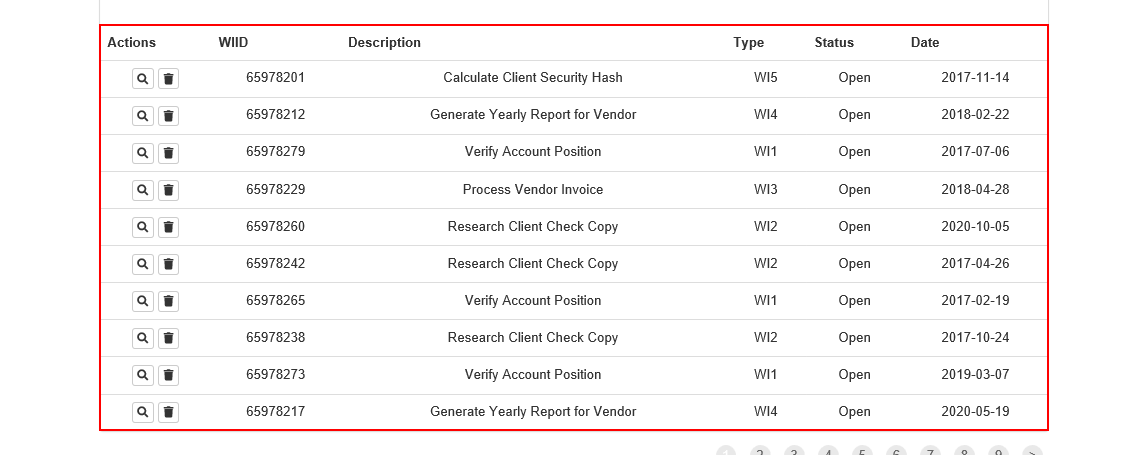 Actions WIID Description Type Status Date
65978201 Calculate Client Security Hash WI5 Open 2017-11-14
65978212 Generate Yearly Report for Vendor WI4 Open 2018-02-22
65978279 Verify Account Position WI1 Open 2017-07-06
65978229 Process Vendor Invoice WI3 Open 2018-04-28
65978260 Research Client Check Copy WI2 Open 2020-10-05
65978242 Research Client Check Copy WI2 Open 2017-04-26
65978265 Verify Account Position WI1 Open 2017-02-19
65978238 Research Client Check Copy WI2 Open 2017-10-24
65978273 Verify Account Position WI1 Open 2019-03-07
65978217 Generate Yearly Report for Vendor WI4 Open 2020-05-19
1 2 3 4 5 6 7 8 9 >